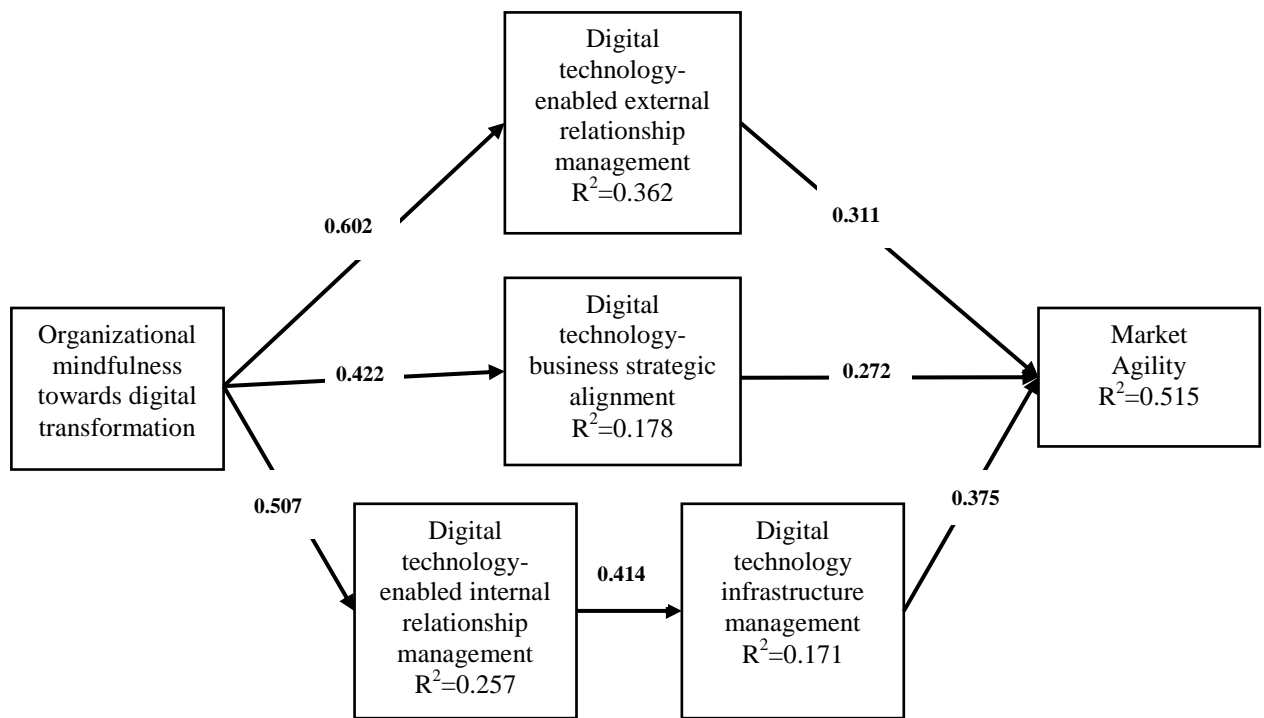 Digital
technology-
enabled external
relationship
management
R²=0.362
0.602
0.311
Organizational
mindfulness
towards digital
transformation
0.422
Digital
technology-
business strategic
alignment
R²=0.178
0.272
Market
Agility
R²=0.515
0.507
0.375
Digital
technology-
enabled internal
relationship
management
R²=0.257
0.414
Digital
technology
infrastructure
management
R²=0.171